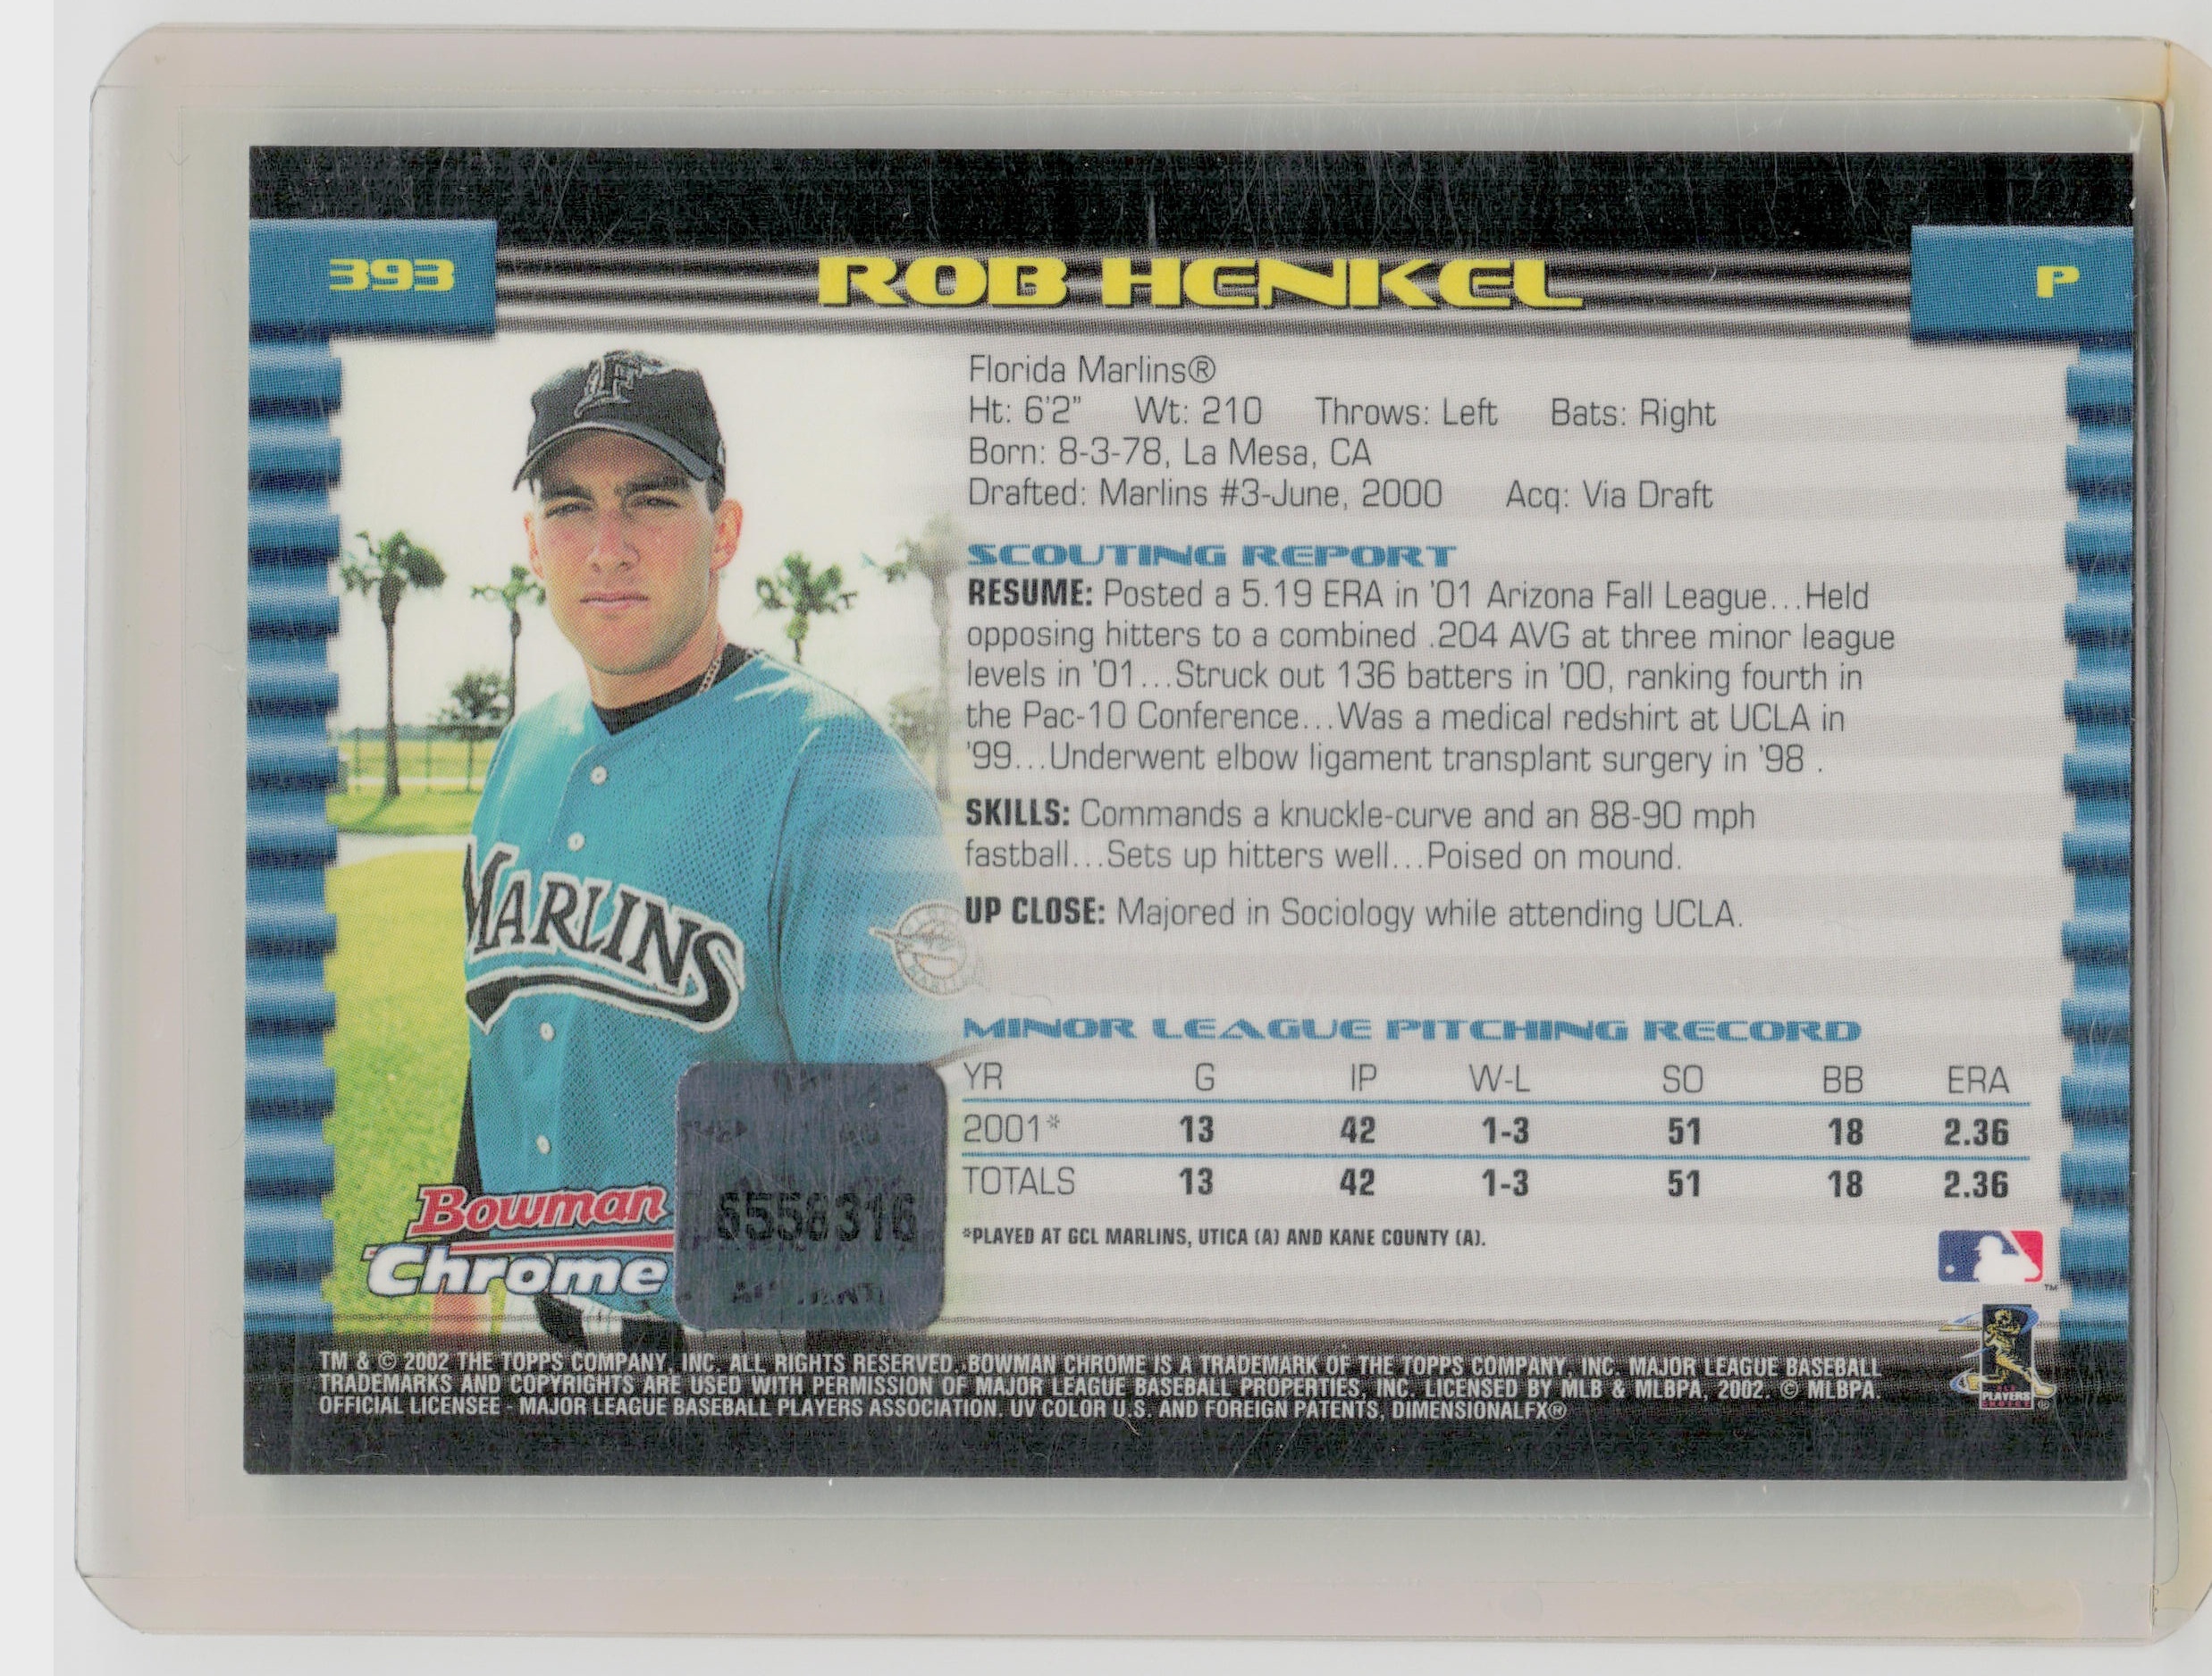 393
ROB HENKEL
P
Florida Marlins®
Ht: 6'2" Wt: 210 Throws: Left Bats: Right
Born: 8-3-78, La Mesa, CA
Drafted: Marlins #3-June, 2000 Acq: Via Draft
SCOUTING REPORT
RESUME: Posted a 5.19 ERA in '01 Arizona Fall League...Held
opposing hitters to a combined .204 AVG at three minor league
levels in '01...Struck out 136 batters in '00, ranking fourth in
the Pac-10 Conference...Was a medical redshirt at UCLA in
'99...Underwent elbow ligament transplant surgery in '98 .
SKILLS: Commands a knuckle-curve and an 88-90 mph
fastball...Sets up hitters well...Poised on mound.
UP CLOSE: Majored in Sociology while attending UCLA.
MARLINS
MINOR LEAGUE PITCHING RECORD
YR G IP W-L SO BB ERA
2001* 13 42 1-3 51 18 2.36
TOTALS 13 42 1-3 51 18 2.36
*PLAYED AT GCL MARLINS, UTICA (A) AND KANE COUNTY (A).
Bowman
Chrome
TM
PLAYERS
TM & © 2002 THE TOPPS COMPANY, INC. ALL RIGHTS RESERVED. BOWMAN CHROME IS A TRADEMARK OF THE TOPPS COMPANY, INC. MAJOR LEAGUE BASEBALL
TRADEMARKS AND COPYRIGHTS ARE USED WITH PERMISSION OF MAJOR LEAGUE BASEBALL PROPERTIES, INC. LICENSED BY MLB & MLBPA, 2002. © MLBPA.
OFFICIAL LICENSEE - MAJOR LEAGUE BASEBALL PLAYERS ASSOCIATION. UV COLOR U.S. AND FOREIGN PATENTS, DIMENSIONALFX®